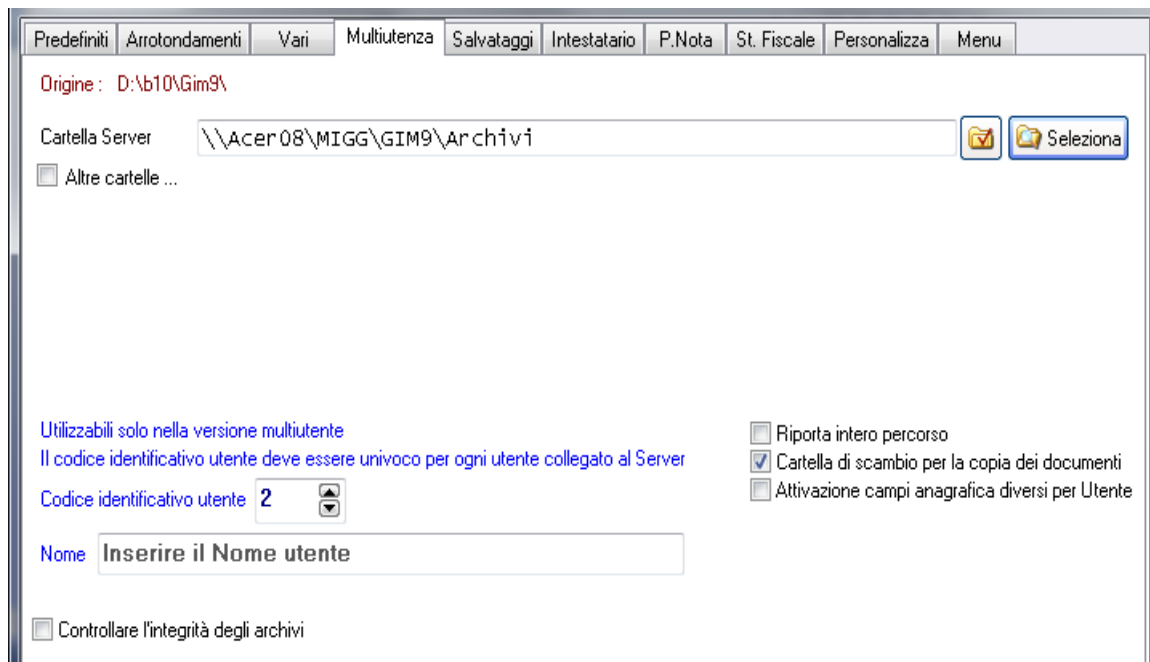 Predefiniti Arrotondamenti Vari Multiutenza Salvataggi Intestatario P.Nota St. Fiscale Personalizza Menu
Origine : D:\b10\Gim9\
Cartella Server \\Acer08\MIGG\GIM9\Archivi Seleziona
Altre cartelle ...
Utilizzabili solo nella versione multiutente
Il codice identificativo utente deve essere univoco per ogni utente collegato al Server
Codice identificativo utente 2
Nome Inserire il Nome utente
Riporta intero percorso
Cartella di scambio per la copia dei documenti
Attivazione campi anagrafica diversi per Utente
Controllare l'integrità degli archivi